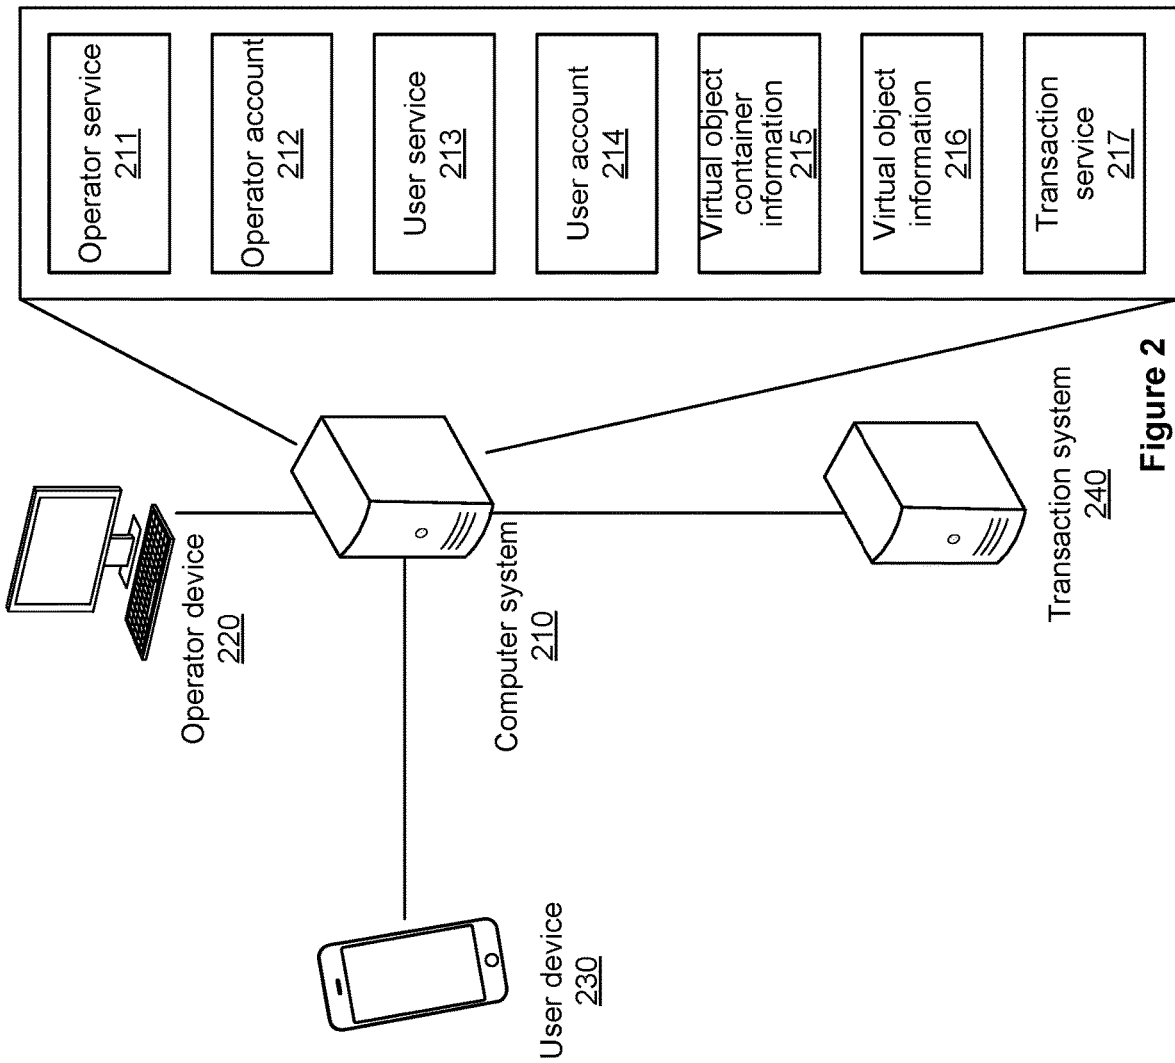 Operator service
211
Operator account
212
User service
213
User account
214
Virtual object
container
information
215
Virtual object
information
216
Transaction
service
217
Operator device
220
Computer system
210
User device
230
Transaction system
240
Figure 2